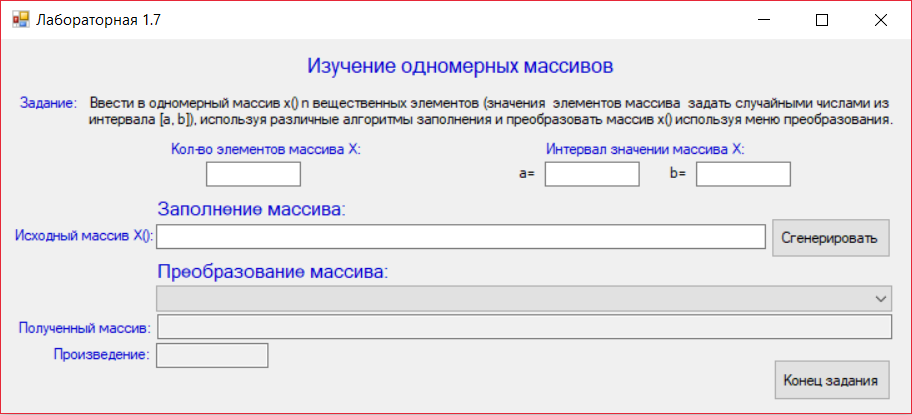 Лабораторная 1.7
Изучение одномерных массивов
Задание: Ввести в одномерный массив x() n вещественных элементов (значения элементов массива задать случайными числами из
интервала [a, b]), используя различные алгоритмы заполнения и преобразовать массив x() используя меню преобразования.
Кол-во элементов массива X: Интервал значении массива X:
a= b=
Заполнение массива:
Исходный массив X(): Сгенерировать
Преобразование массива:
Полученный массив:
Произведение:
Конец задания